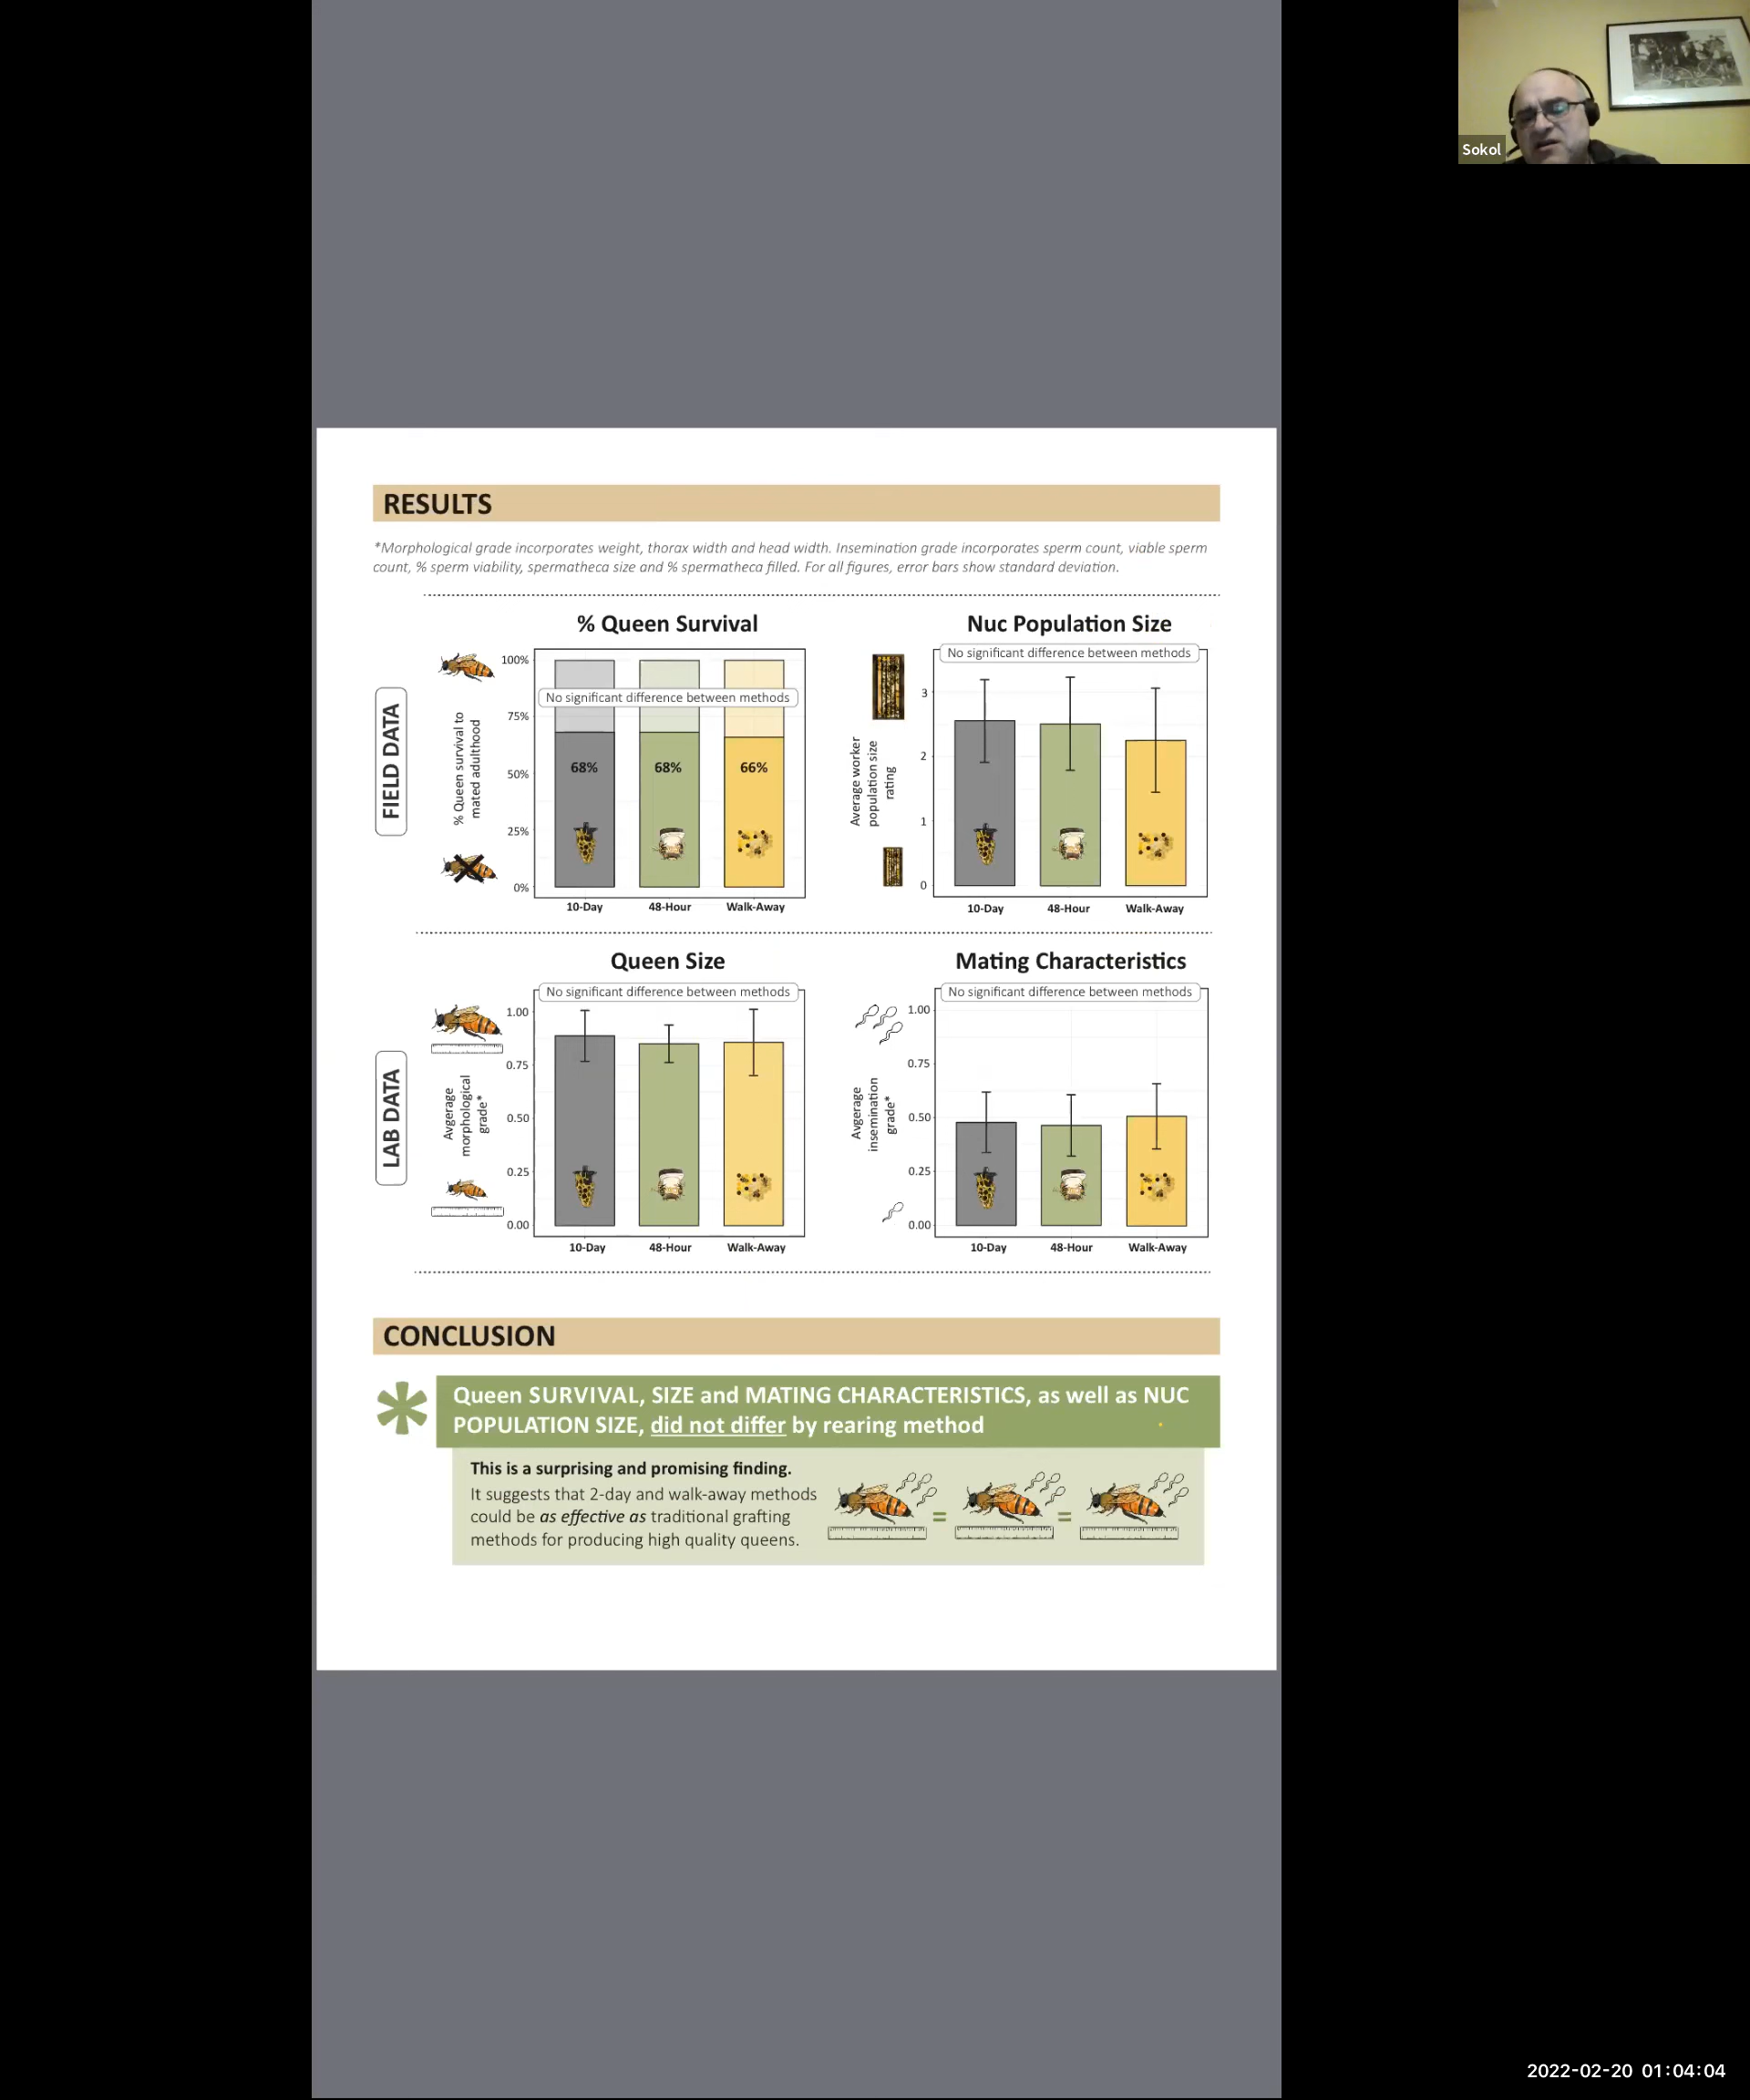 Sokol
RESULTS
*Morphological grade incorporates weight, thorax width and head width. Insemination grade incorporates sperm count, viable sperm
count, % sperm viability, spermatheca size and % spermatheca filled. For all figures, error bars show standard deviation.
FIELD DATA
% Queen Survival
% Queen survival to
mated adulthood
100%
75%
50%
25%
0%
No significant difference between methods
68%
68%
66%
10-Day
48-Hour
Walk-Away
Nuc Population Size
Average worker
population size
rating
3
2
1
0
No significant difference between methods
10-Day
48-Hour
Walk-Away
LAB DATA
Queen Size
Avgerage
morphological
grade*
1.00
0.75
0.50
0.25
0.00
No significant difference between methods
10-Day
48-Hour
Walk-Away
Mating Characteristics
Avgerage
insemination
grade*
1.00
0.75
0.50
0.25
0.00
No significant difference between methods
10-Day
48-Hour
Walk-Away
CONCLUSION
* Queen SURVIVAL, SIZE and MATING CHARACTERISTICS, as well as NUC
POPULATION SIZE, did not differ by rearing method
This is a surprising and promising finding.
It suggests that 2-day and walk-away methods
could be as effective as traditional grafting
methods for producing high quality queens.
= =
2022-02-20 01:04:04